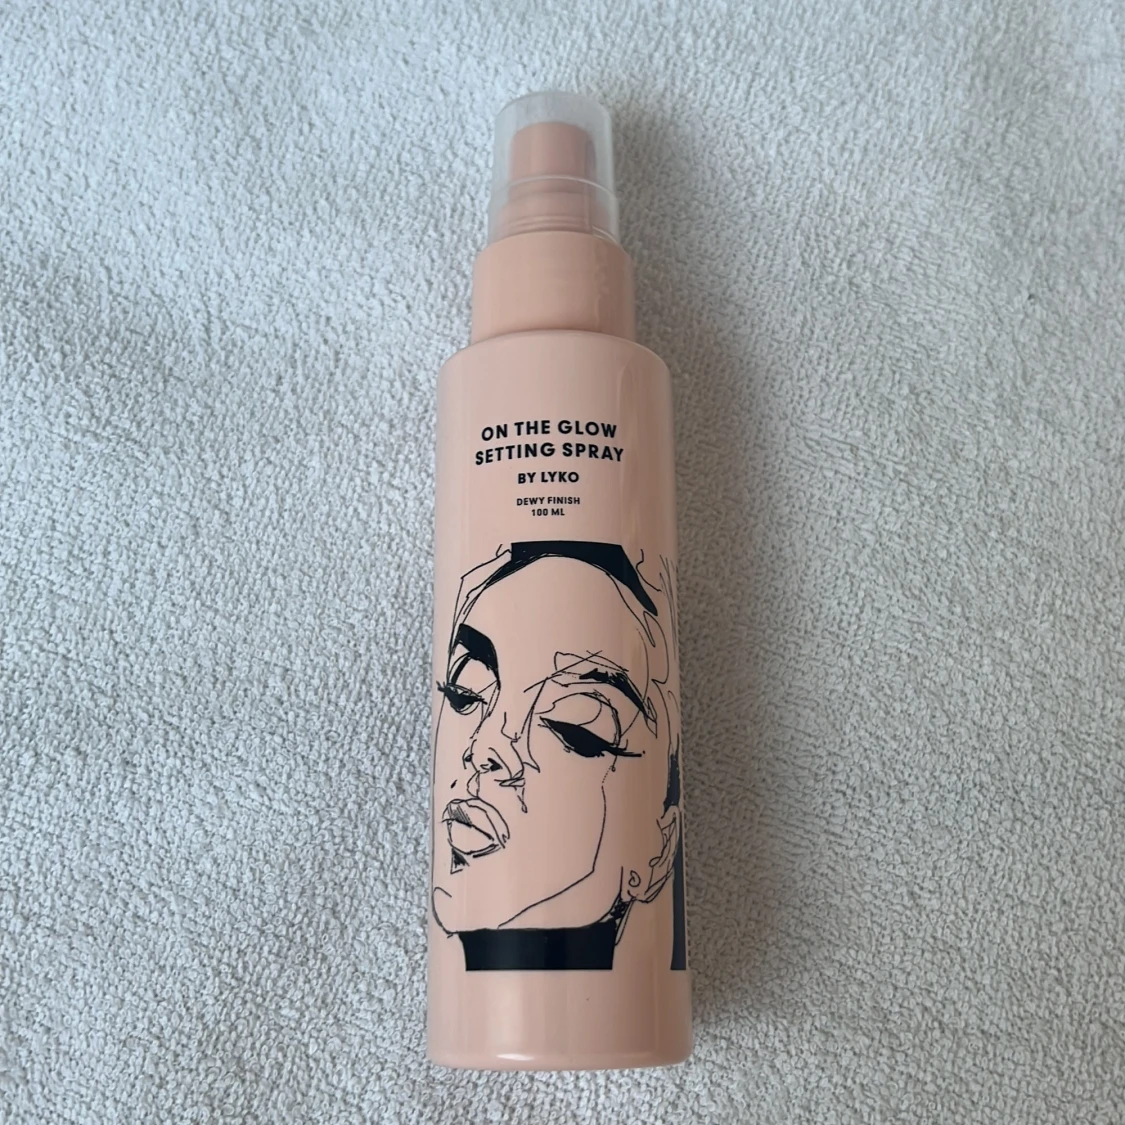 ON THE GLOW
SETTING SPRAY
BY LYKO
DEWY FINISH
100 ML